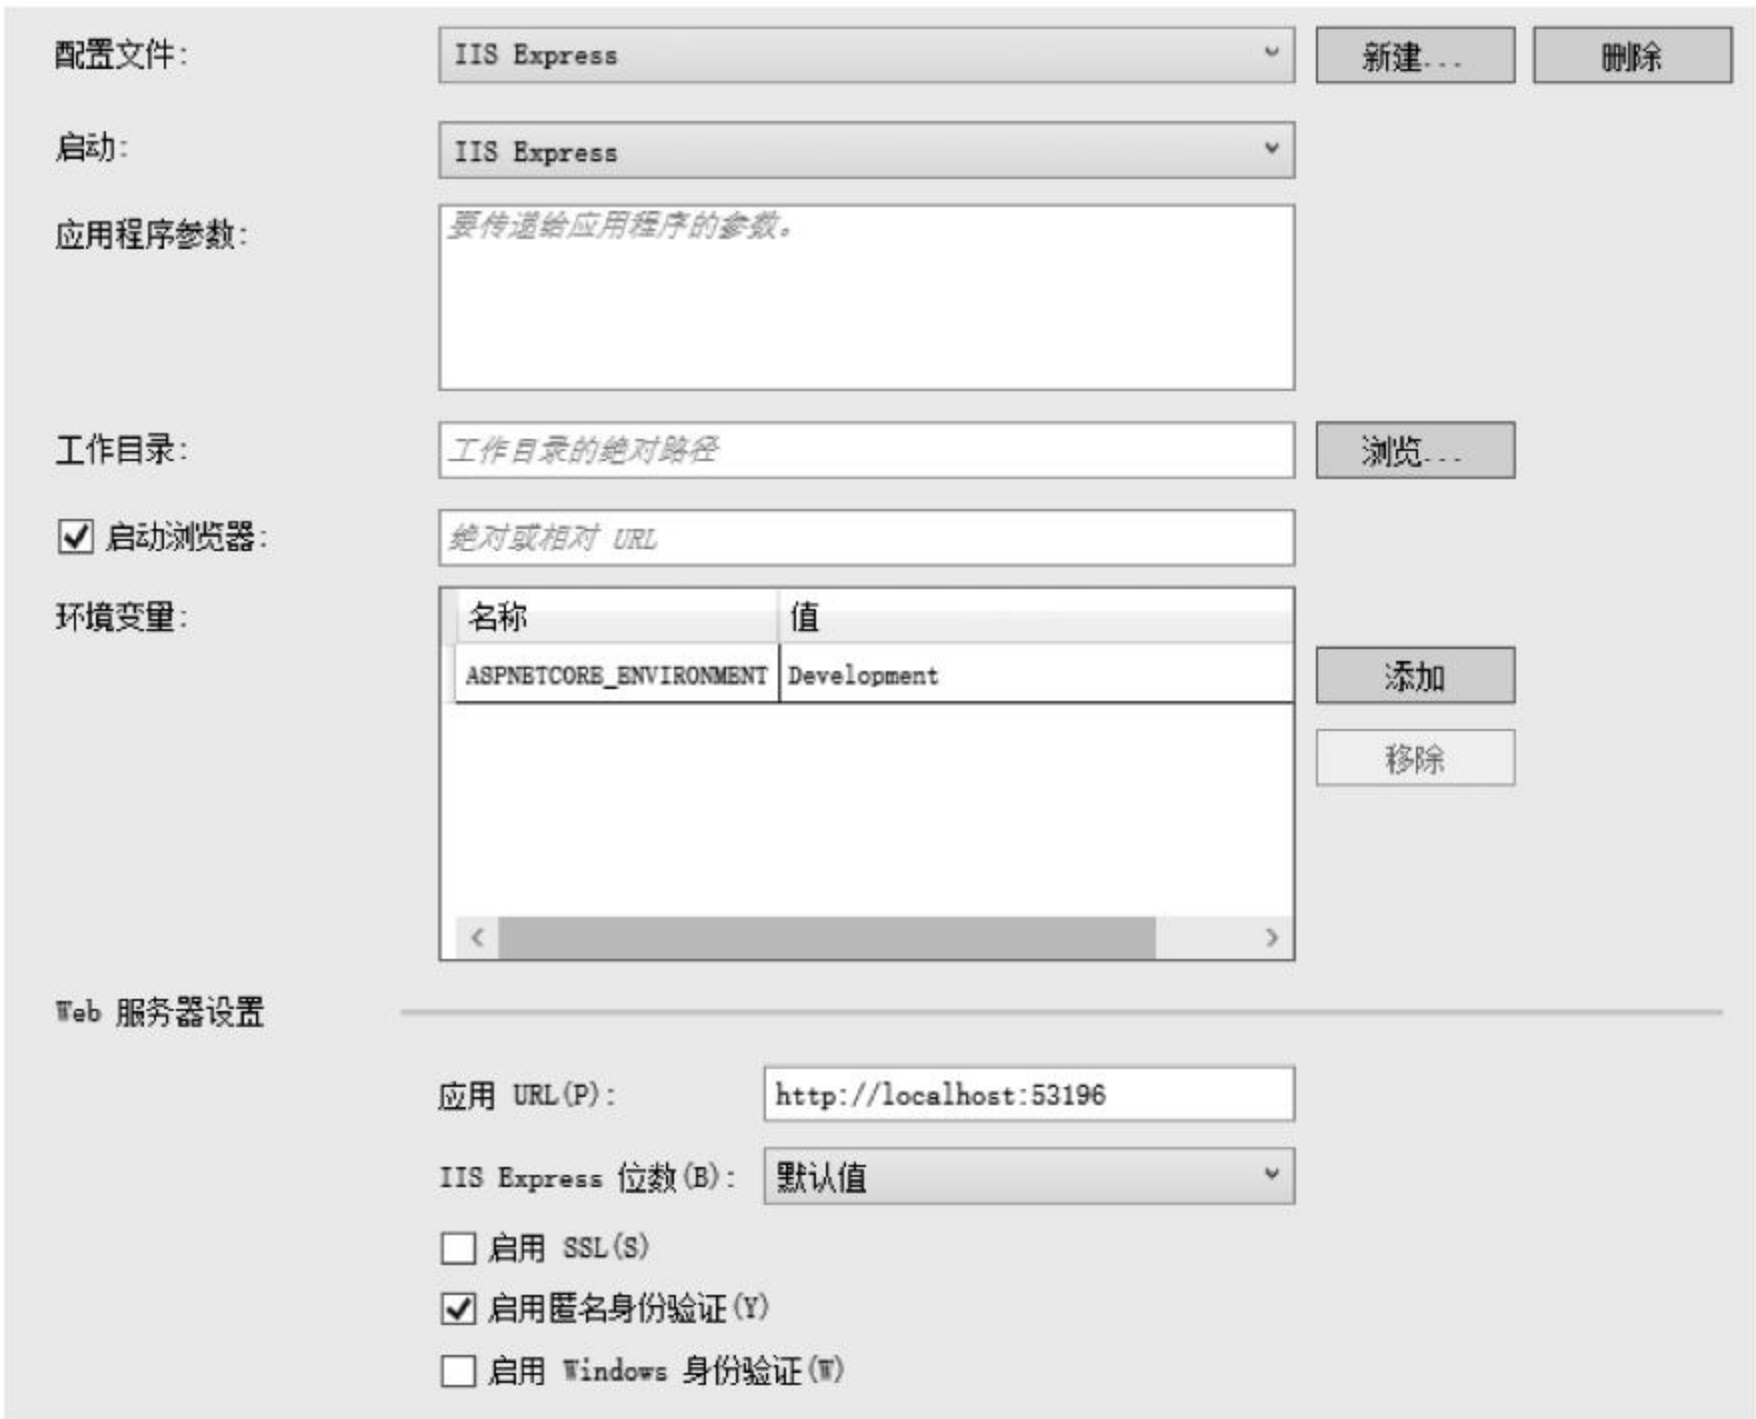 配置文件: IIS Express 新建... 删除
启动: IIS Express
应用程序参数: 要传递给应用程序的参数。
工作目录: 工作目录的绝对路径 浏览...
启动浏览器: 绝对或相对 URL
环境变量: 名称 值
ASPNETCORE_ENVIRONMENT Development 添加
移除
Web 服务器设置
应用 URL(P): http://localhost:53196
IIS Express 位数(B): 默认值
启用 SSL(S)
启用匿名身份验证(Y)
启用 Windows 身份验证(W)